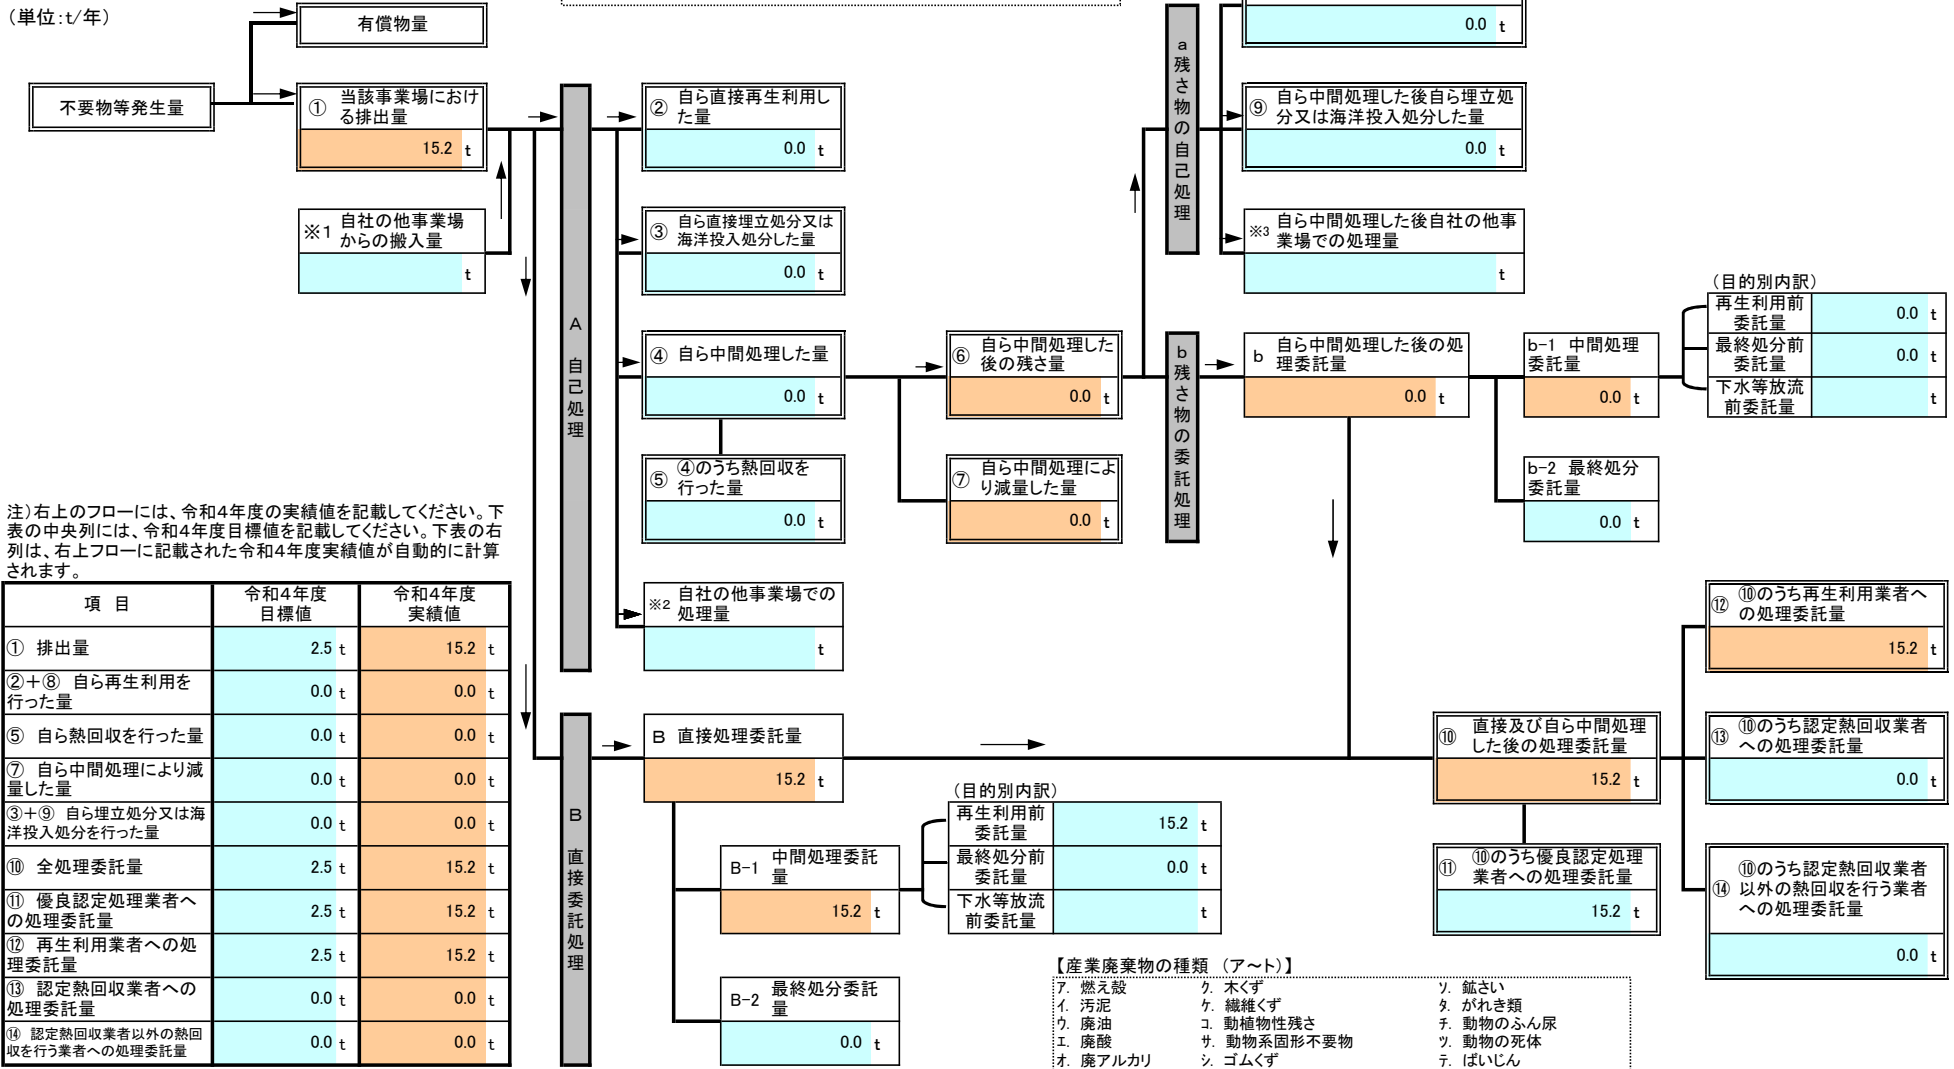 (単位:t/年)
有償物量
不要物等発生量
① 当該事業場におけ
る排出量
15.2 t
※1 自社の他事業場
からの搬入量
t
A 自己処理
② 自ら直接再生利用し
た量
0.0 t
③ 自ら直接埋立処分又は
海洋投入処分した量
0.0 t
④ 自ら中間処理した量
0.0 t
⑤ ④のうち熱回収を
行った量
0.0 t
※2 自社の他事業場での
処理量
t
⑥ 自ら中間処理した
後の残さ量
0.0 t
⑦ 自ら中間処理によ
り減量した量
0.0 t
a 残さ物の自己処理
0.0 t
⑨ 自ら中間処理した後自ら埋立処
分又は海洋投入処分した量
0.0 t
※3 自ら中間処理した後自社の他事
業場での処理量
t
b 残さ物の委託処理
b 自ら中間処理した後の処
理委託量
0.0 t
b-1 中間処理
委託量
0.0 t
b-2 最終処分
委託量
0.0 t
(目的別内訳)
再生利用前
委託量
0.0 t
最終処分前
委託量
0.0 t
下水等放流
前委託量
t
注)右上のフローには、令和4年度の実績値を記載してください。下
表の中央列には、令和4年度目標値を記載してください。下表の右
列は、右上フローに記載された令和4年度実績値が自動的に計算
されます。
項 目 令和4年度
目標値 令和4年度
実績値
① 排出量 2.5 t 15.2 t
②+⑧ 自ら再生利用を
行った量 0.0 t 0.0 t
⑤ 自ら熱回収を行った量 0.0 t 0.0 t
⑦ 自ら中間処理により減
量した量 0.0 t 0.0 t
③+⑨ 自ら埋立処分又は海
洋投入処分を行った量 0.0 t 0.0 t
⑩ 全処理委託量 2.5 t 15.2 t
⑪ 優良認定処理業者へ
の処理委託量 2.5 t 15.2 t
⑫ 再生利用業者への処
理委託量 2.5 t 15.2 t
⑬ 認定熱回収業者への
処理委託量 0.0 t 0.0 t
⑭ 認定熱回収業者以外の熱回
収を行う業者への処理委託量 0.0 t 0.0 t
B 直接委託処理
B 直接処理委託量
15.2 t
B-1 中間処理委託
量
15.2 t
B-2 最終処分委託
量
0.0 t
(目的別内訳)
再生利用前
委託量
15.2 t
最終処分前
委託量
0.0 t
下水等放流
前委託量
t
⑩ 直接及び自ら中間処理
した後の処理委託量
15.2 t
⑪ ⑩のうち優良認定処理
業者への処理委託量
15.2 t
⑫ ⑩のうち再生利用業者へ
の処理委託量
15.2 t
⑬ ⑩のうち認定熱回収業者
への処理委託量
0.0 t
⑭ ⑩のうち認定熱回収業者
以外の熱回収を行う業者
への処理委託量
0.0 t
【産業廃棄物の種類 (ア~ト)】
ア. 燃え殻 ク. 木くず ソ. 鉱さい
イ. 汚泥 ケ. 繊維くず タ. がれき類
ウ. 廃油 コ. 動植物性残さ チ. 動物のふん尿
エ. 廃酸 サ. 動物系固形不要物 ツ. 動物の死体
オ. 廃アルカリ シ. ゴムくず テ. ばいじん